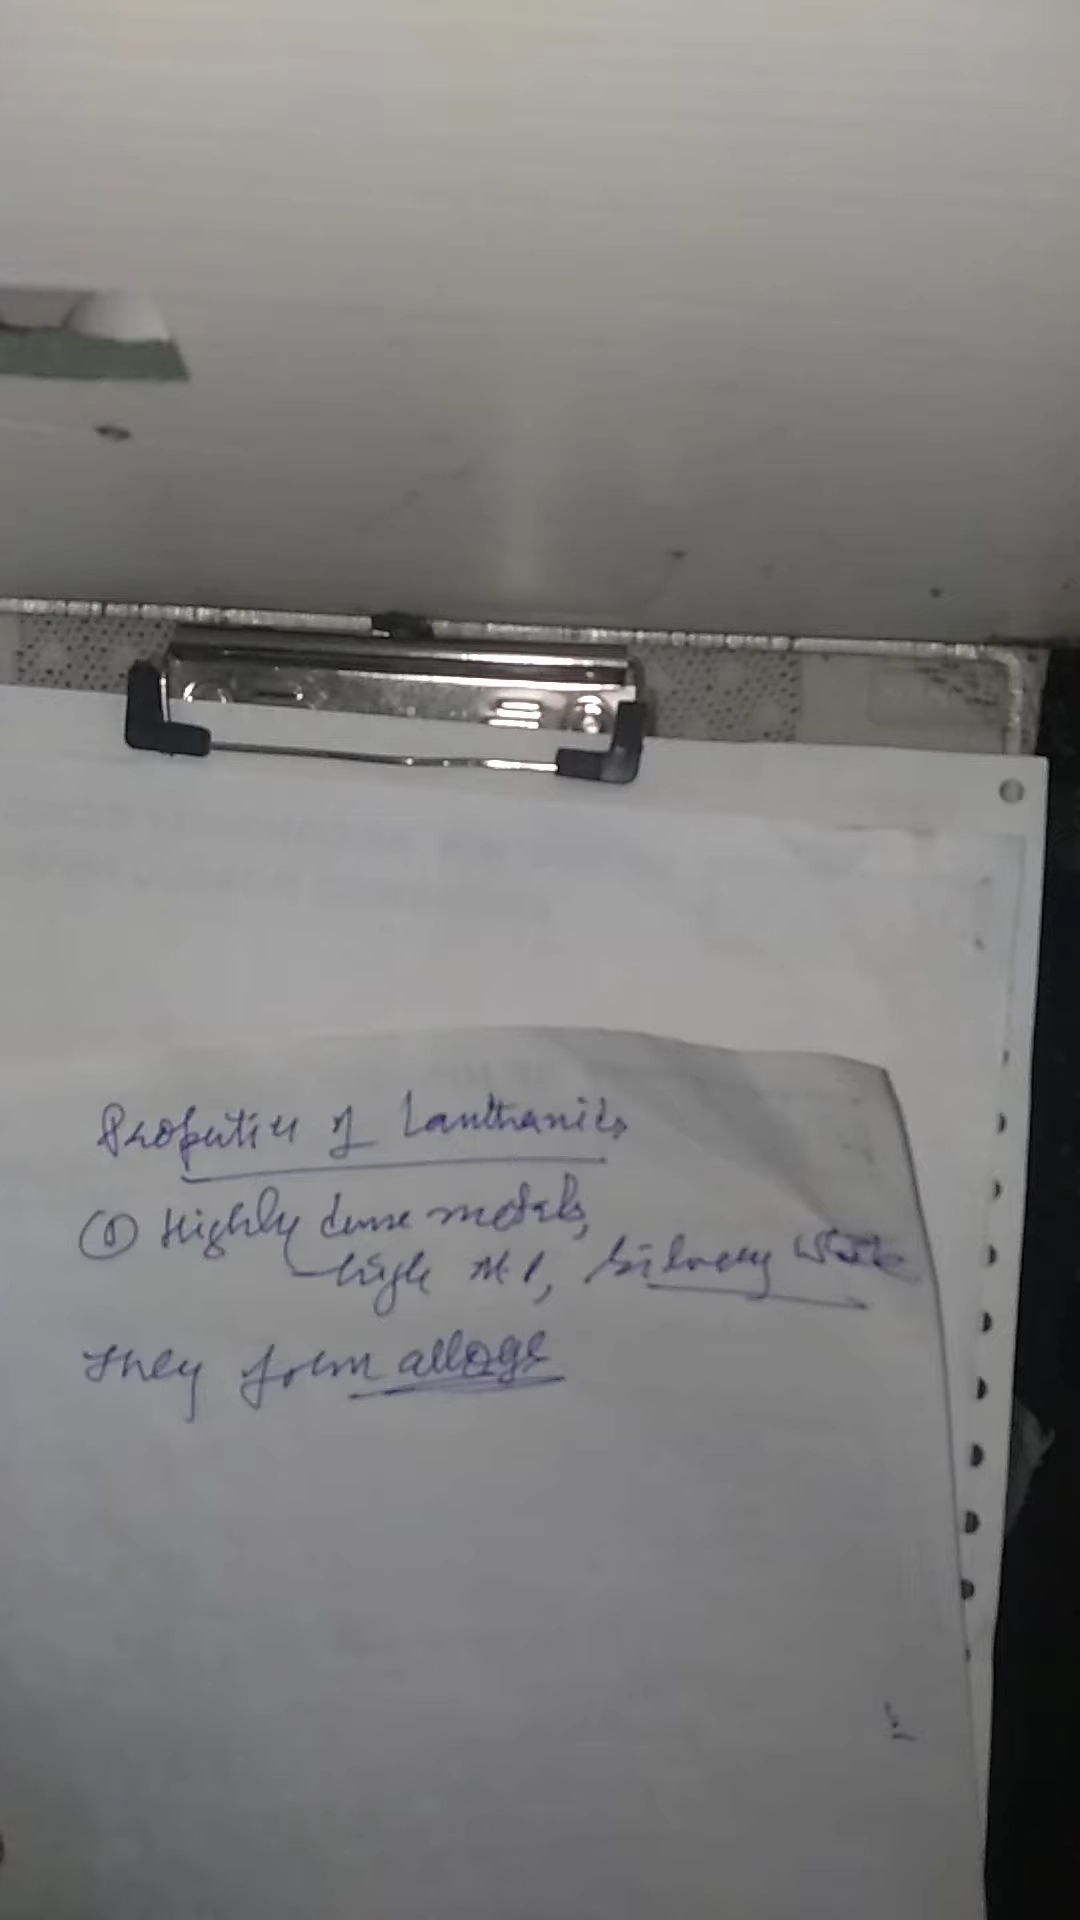 Properties of Lanthanides
① Highly dense metals,
high M.P, Silvery white
They form alloys